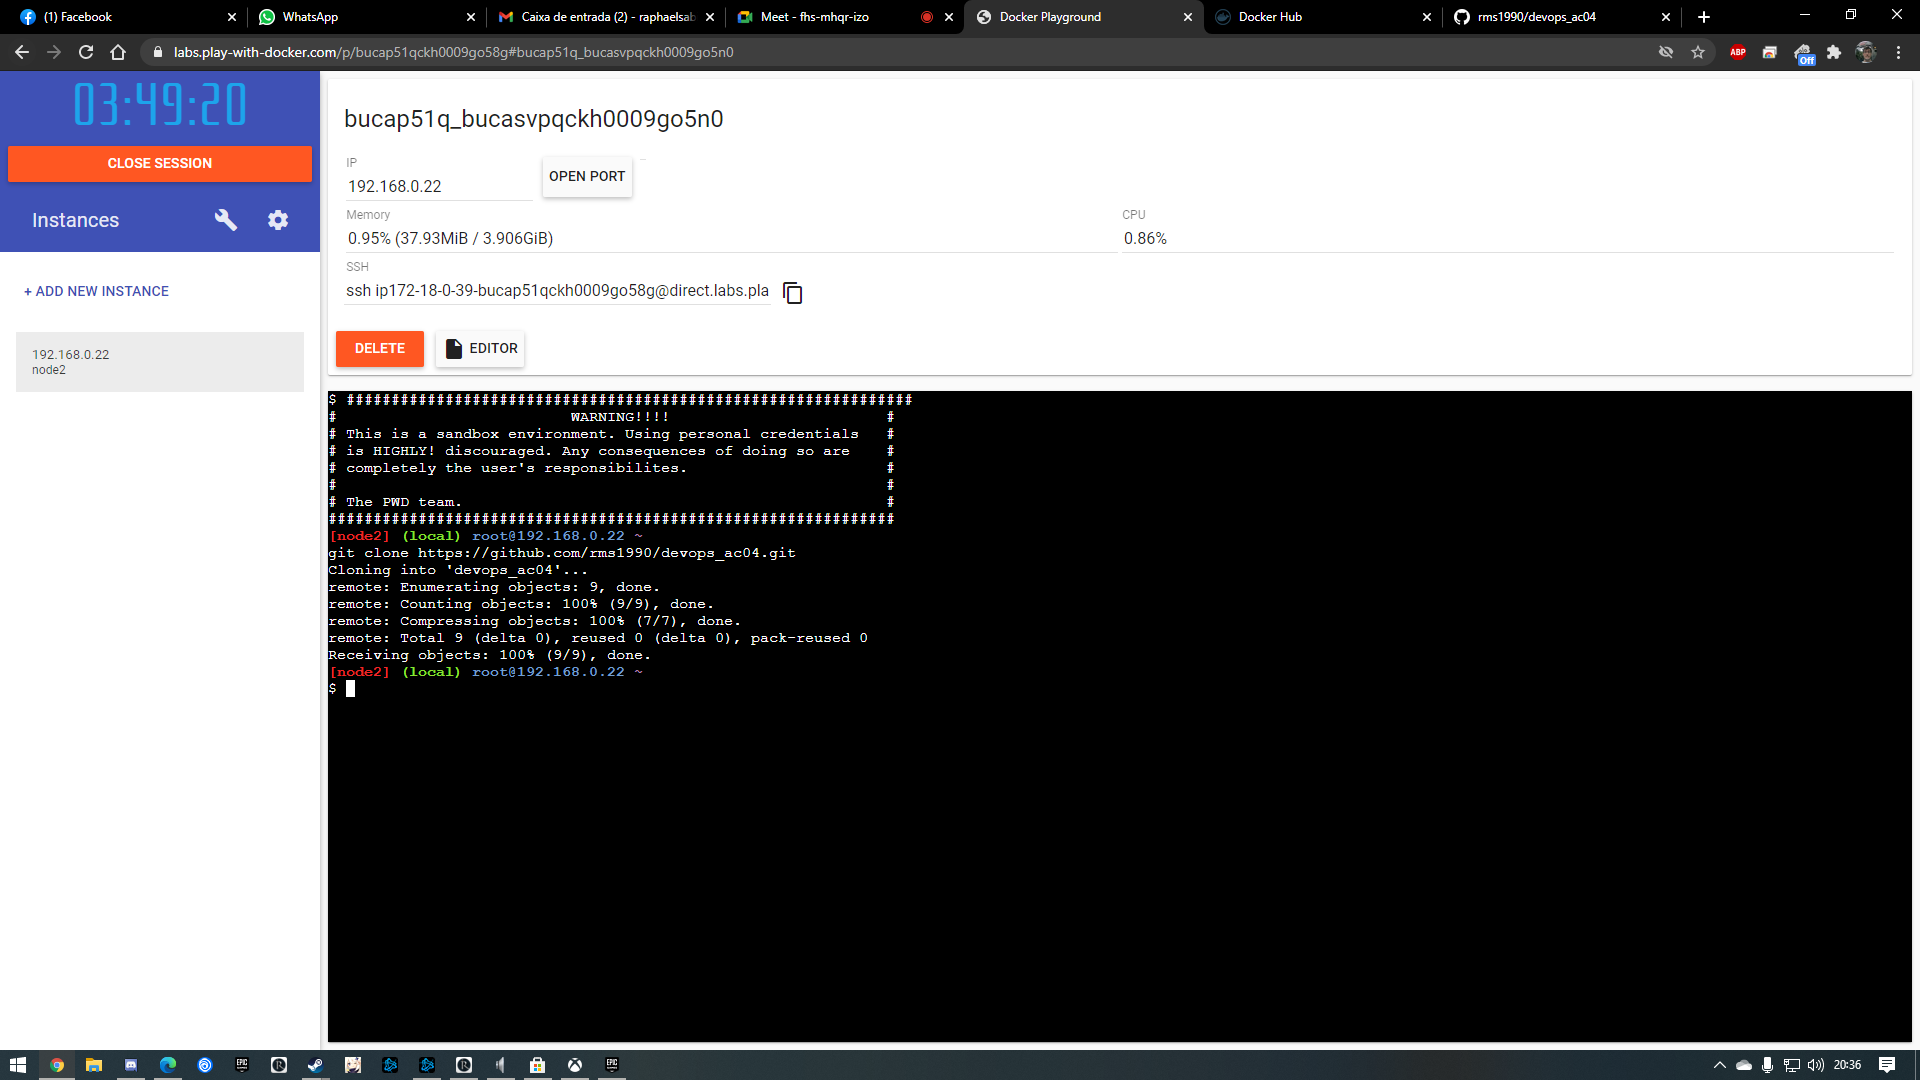 (1) Facebook
WhatsApp
Caixa de entrada (2) - raphaelsab
Meet - fhs-mhqr-izo
Docker Playground
Docker Hub
rms1990/devops_ac04
labs.play-with-docker.com/p/bucap51qckh0009go58g#bucap51q_bucasvpqckh0009go5n0
ABP
Off
03:49:20
CLOSE SESSION
Instances
+ ADD NEW INSTANCE
192.168.0.22
node2
bucap51q_bucasvpqckh0009go5n0
IP
192.168.0.22
OPEN PORT
Memory
0.95% (37.93MiB / 3.906GiB)
CPU
0.86%
SSH
ssh ip172-18-0-39-bucap51qckh0009go58g@direct.labs.pla
DELETE
EDITOR
$ ###############################################################
# WARNING!!!! #
# This is a sandbox environment. Using personal credentials #
# is HIGHLY! discouraged. Any consequences of doing so are #
# completely the user's responsibilites. #
# #
# The PWD team. #
###############################################################
[node2] (local) root@192.168.0.22 ~
git clone https://github.com/rms1990/devops_ac04.git
Cloning into 'devops_ac04'...
remote: Enumerating objects: 9, done.
remote: Counting objects: 100% (9/9), done.
remote: Compressing objects: 100% (7/7), done.
remote: Total 9 (delta 0), reused 0 (delta 0), pack-reused 0
Receiving objects: 100% (9/9), done.
[node2] (local) root@192.168.0.22 ~
$
EPIC
EPIC
20:36